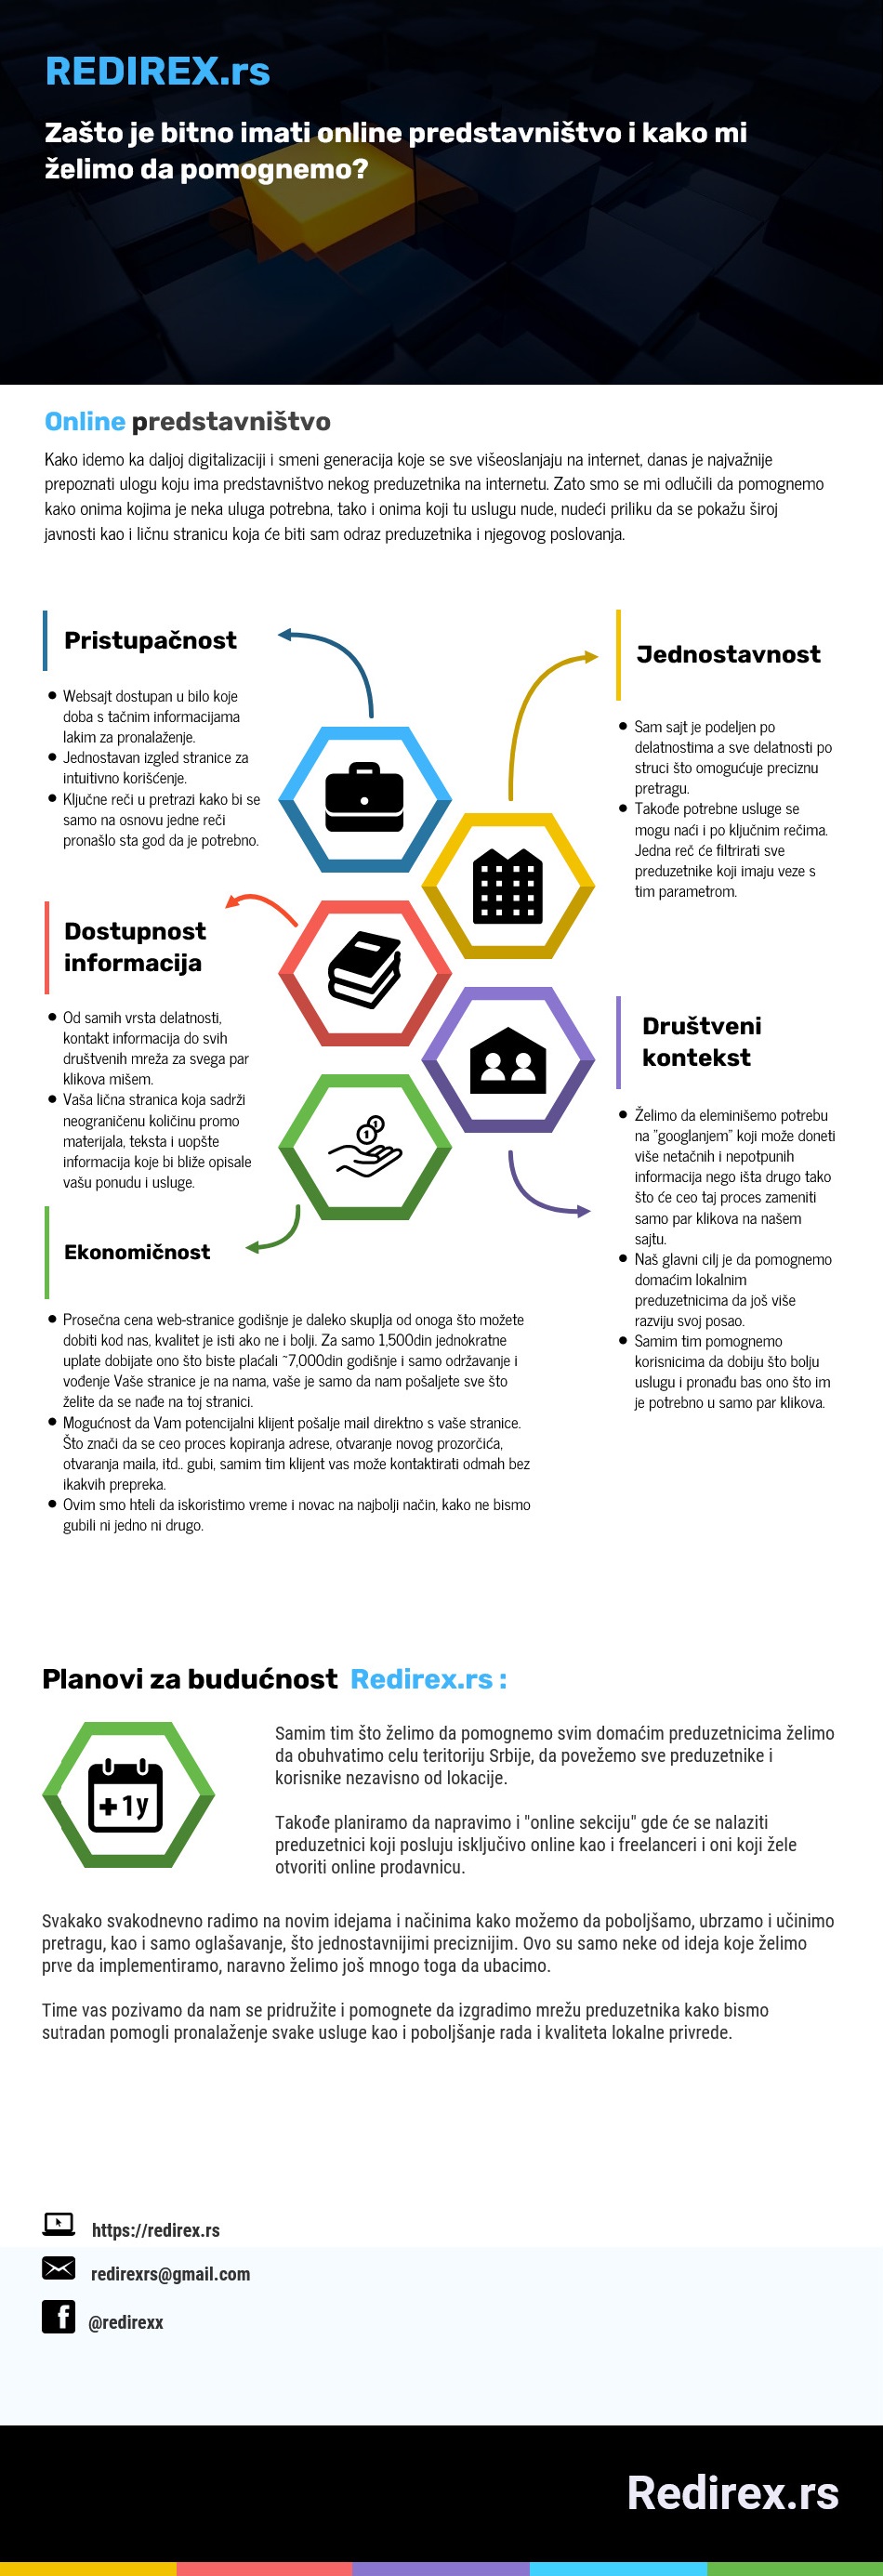 REDIREX.rs
Zašto je bitno imati online predstavništvo i kako mi
želimo da pomognemo?
Online predstavništvo
Kako idemo ka daljoj digitalizaciji i smeni generacija koje se sve višeoslanjaju na internet, danas je najvažnije
prepoznati ulogu koju ima predstavništvo nekog preduzetnika na internetu. Zato smo se mi odlučili da pomognemo
kako onima kojima je neka uluga potrebna, tako i onima koji tu uslugu nude, nudeći priliku da se pokažu široj
javnosti kao i ličnu stranicu koja će biti sam odraz preduzetnika i njegovog poslovanja.
Pristupačnost
● Websajt dostupan u bilo koje
doba s tačnim informacijama
lakim za pronalaženje.
● Jednostavan izgled stranice za
intuitivno korišćenje.
● Ključne reči u pretrazi kako bi se
samo na osnovu jedne reči
pronašlo sta god da je potrebno.
Jednostavnost
● Sam sajt je podeljen po
delatnostima a sve delatnosti po
struci što omogućuje preciznu
pretragu.
● Takođe potrebne usluge se
mogu naći i po ključnim rečima.
Jedna reč će filtrirati sve
preduzetnike koji imaju veze s
tim parametrom.
Dostupnost
informacija
● Od samih vrsta delatnosti,
kontakt informacija do svih
društvenih mreža za svega par
klikova mišem.
● Vaša lična stranica koja sadrži
neograničenu količinu promo
materijala, teksta i uopšte
informacija koje bi bliže opisale
vašu ponudu i usluge.
Društveni
kontekst
● Želimo da eleminišemo potrebu
na "googlanjem" koji može doneti
više netačnih i nepotpunih
informacija nego išta drugo tako
što će ceo taj proces zameniti
samo par klikova na našem
sajtu.
● Naš glavni cilj je da pomognemo
domaćim lokalnim
preduzetnicima da još više
razviju svoj posao.
● Samim tim pomognemo
korisnicima da dobiju što bolju
uslugu i pronađu bas ono što im
je potrebno u samo par klikova.
1
1
Ekonomičnost
● Prosečna cena web-stranice godišnje je daleko skuplja od onoga što možete
dobiti kod nas, kvalitet je isti ako ne i bolji. Za samo 1,500din jednokratne
uplate dobijate ono što biste plaćali ~7,000din godišnje i samo održavanje i
vođenje Vaše stranice je na nama, vaše je samo da nam pošaljete sve što
želite da se nađe na toj stranici.
● Mogućnost da Vam potencijalni klijent pošalje mail direktno s vaše stranice.
Što znači da se ceo proces kopiranja adrese, otvaranje novog prozorčića,
otvaranja maila, itd.. gubi, samim tim klijent vas može kontaktirati odmah bez
ikakvih prepreka.
● Ovim smo hteli da iskoristimo vreme i novac na najbolji način, kako ne bismo
gubili ni jedno ni drugo.
Planovi za budućnost Redirex.rs :
+1y
Samim tim što želimo da pomognemo svim domaćim preduzetnicima želimo
da obuhvatimo celu teritoriju Srbije, da povežemo sve preduzetnike i
korisnike nezavisno od lokacije.
Takođe planiramo da napravimo i "online sekciju" gde će se nalaziti
preduzetnici koji posluju isključivo online kao i freelanceri i oni koji žele
otvoriti online prodavnicu.
Svakako svakodnevno radimo na novim idejama i načinima kako možemo da poboljšamo, ubrzamo i učinimo
pretragu, kao i samo oglašavanje, što jednostavnijimi preciznijim. Ovo su samo neke od ideja koje želimo
prve da implementiramo, naravno želimo još mnogo toga da ubacimo.
Time vas pozivamo da nam se pridružite i pomognete da izgradimo mrežu preduzetnika kako bismo
sutradan pomogli pronalaženje svake usluge kao i poboljšanje rada i kvaliteta lokalne privrede.
https://redirex.rs
redirexrs@gmail.com
f @redirexx
Redirex.rs